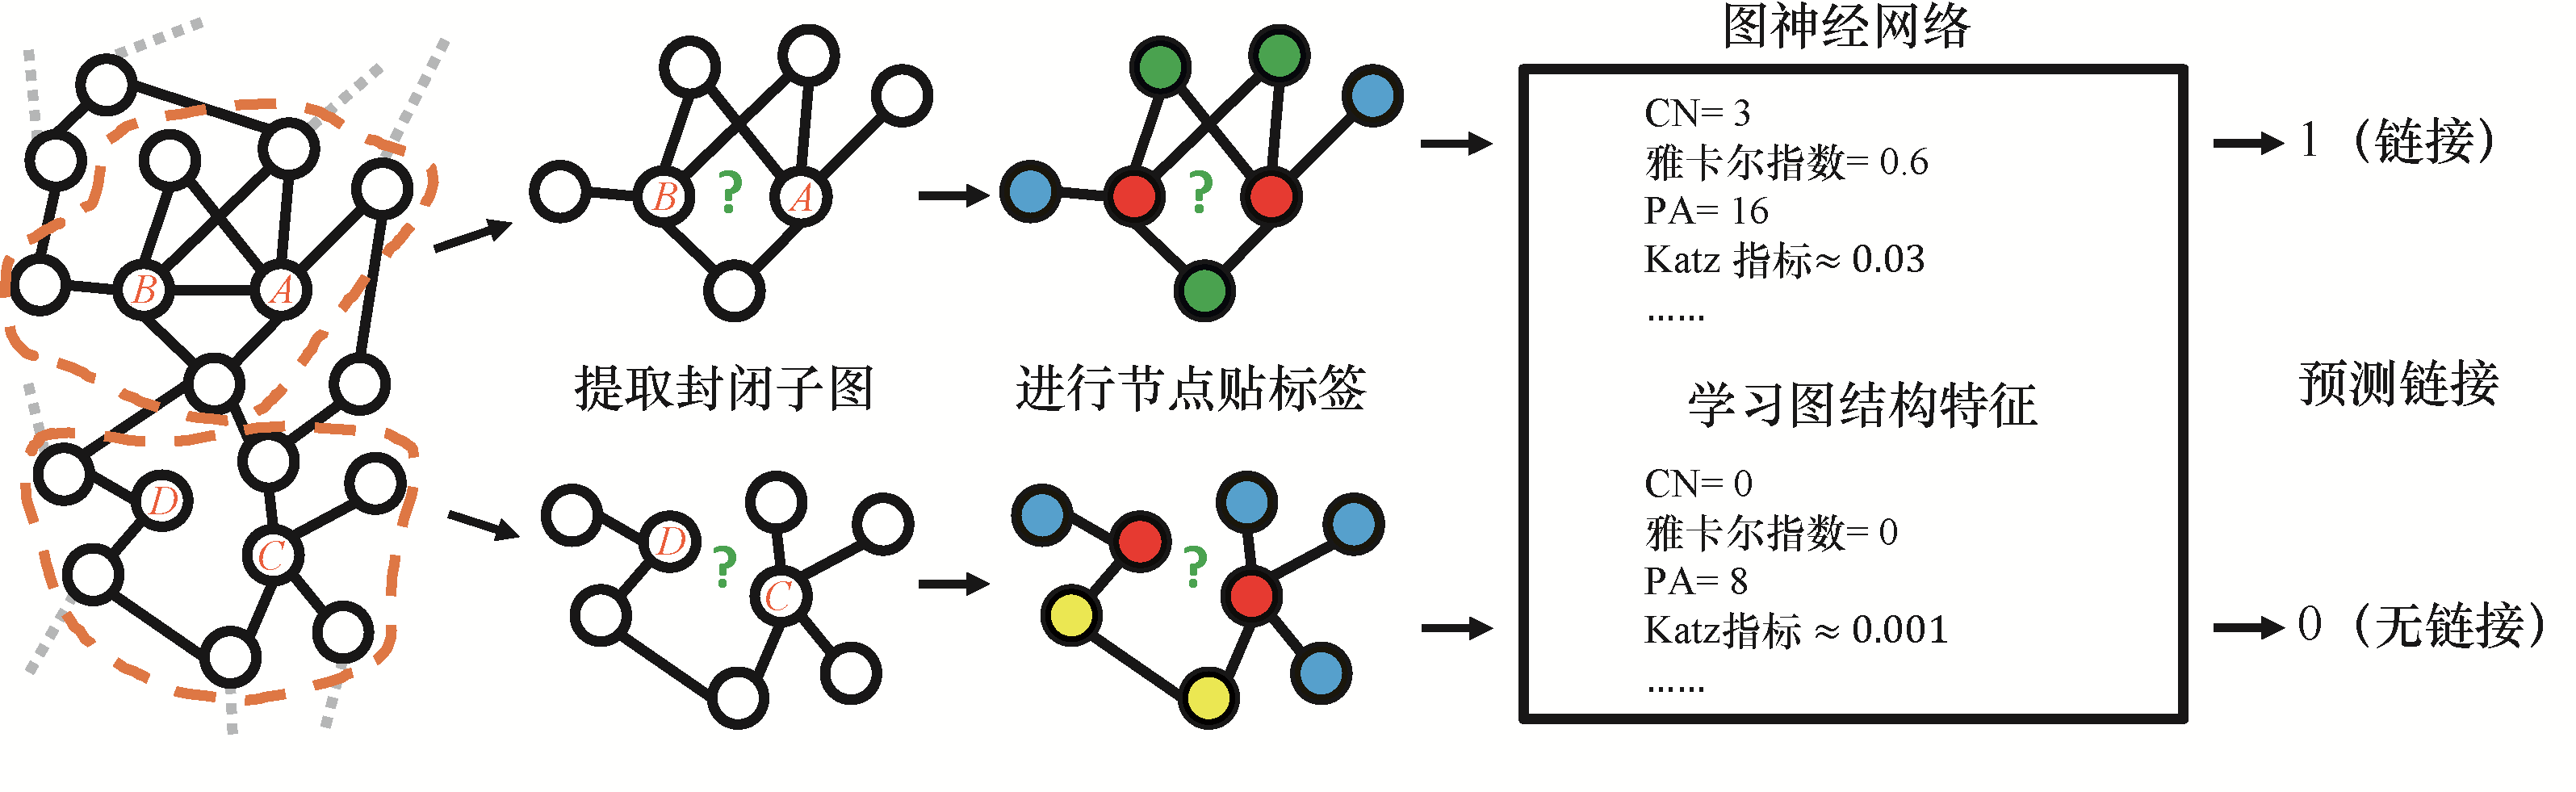 图神经网络
B
A
B
?
A
?
CN= 3
雅卡尔指数= 0.6
PA= 16
Katz 指标≈ 0.03
……
1（链接）
提取封闭子图
进行节点贴标签
学习图结构特征
预测链接
D
C
D
?
C
?
CN= 0
雅卡尔指数= 0
PA= 8
Katz指标 ≈ 0.001
……
0（无链接）